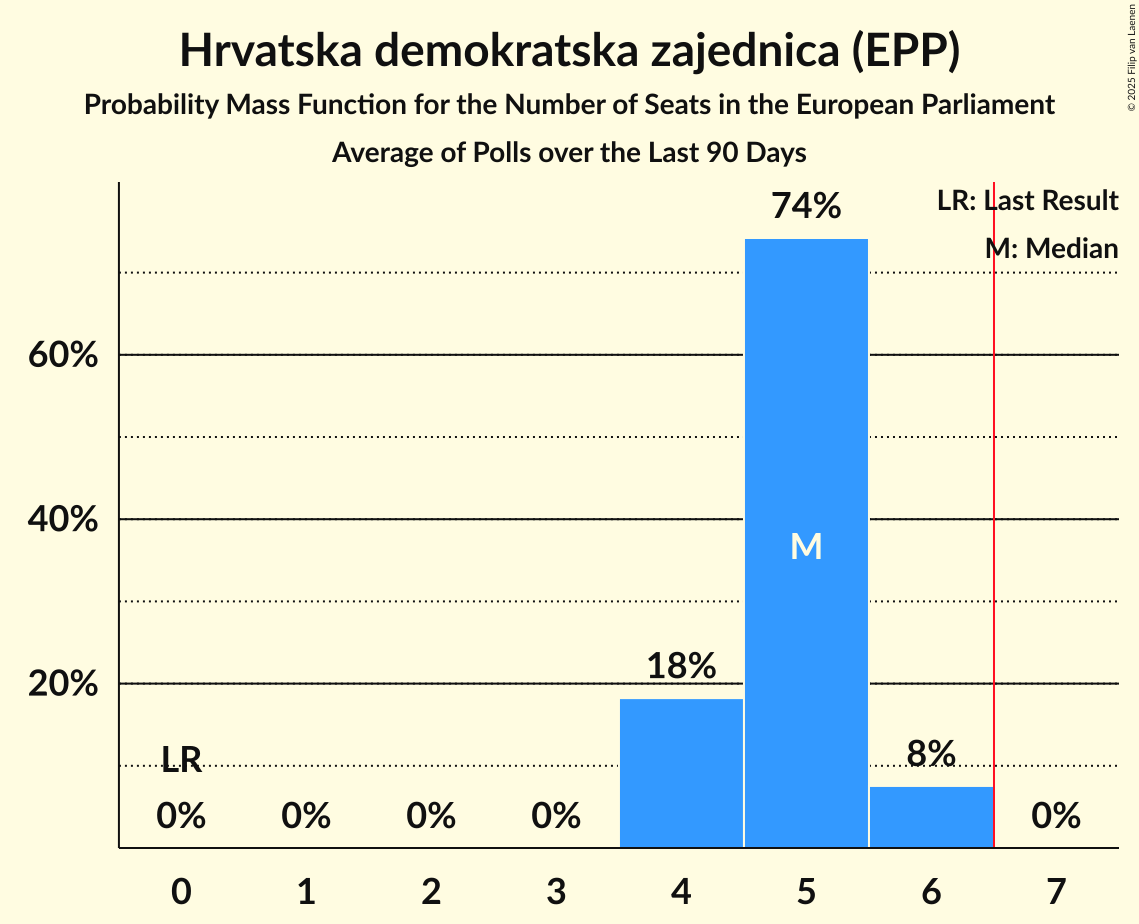 Hrvatska demokratska zajednica (EPP)
Probability Mass Function for the Number of Seats in the European Parliament
Average of Polls over the Last 90 Days
© 2025 Filip van Laenen
LR: Last Result
M: Median
74%
60%
40%
M
18%
20%
LR
8%
0% 0% 0% 0% 0%
0 1 2 3 4 5 6 7